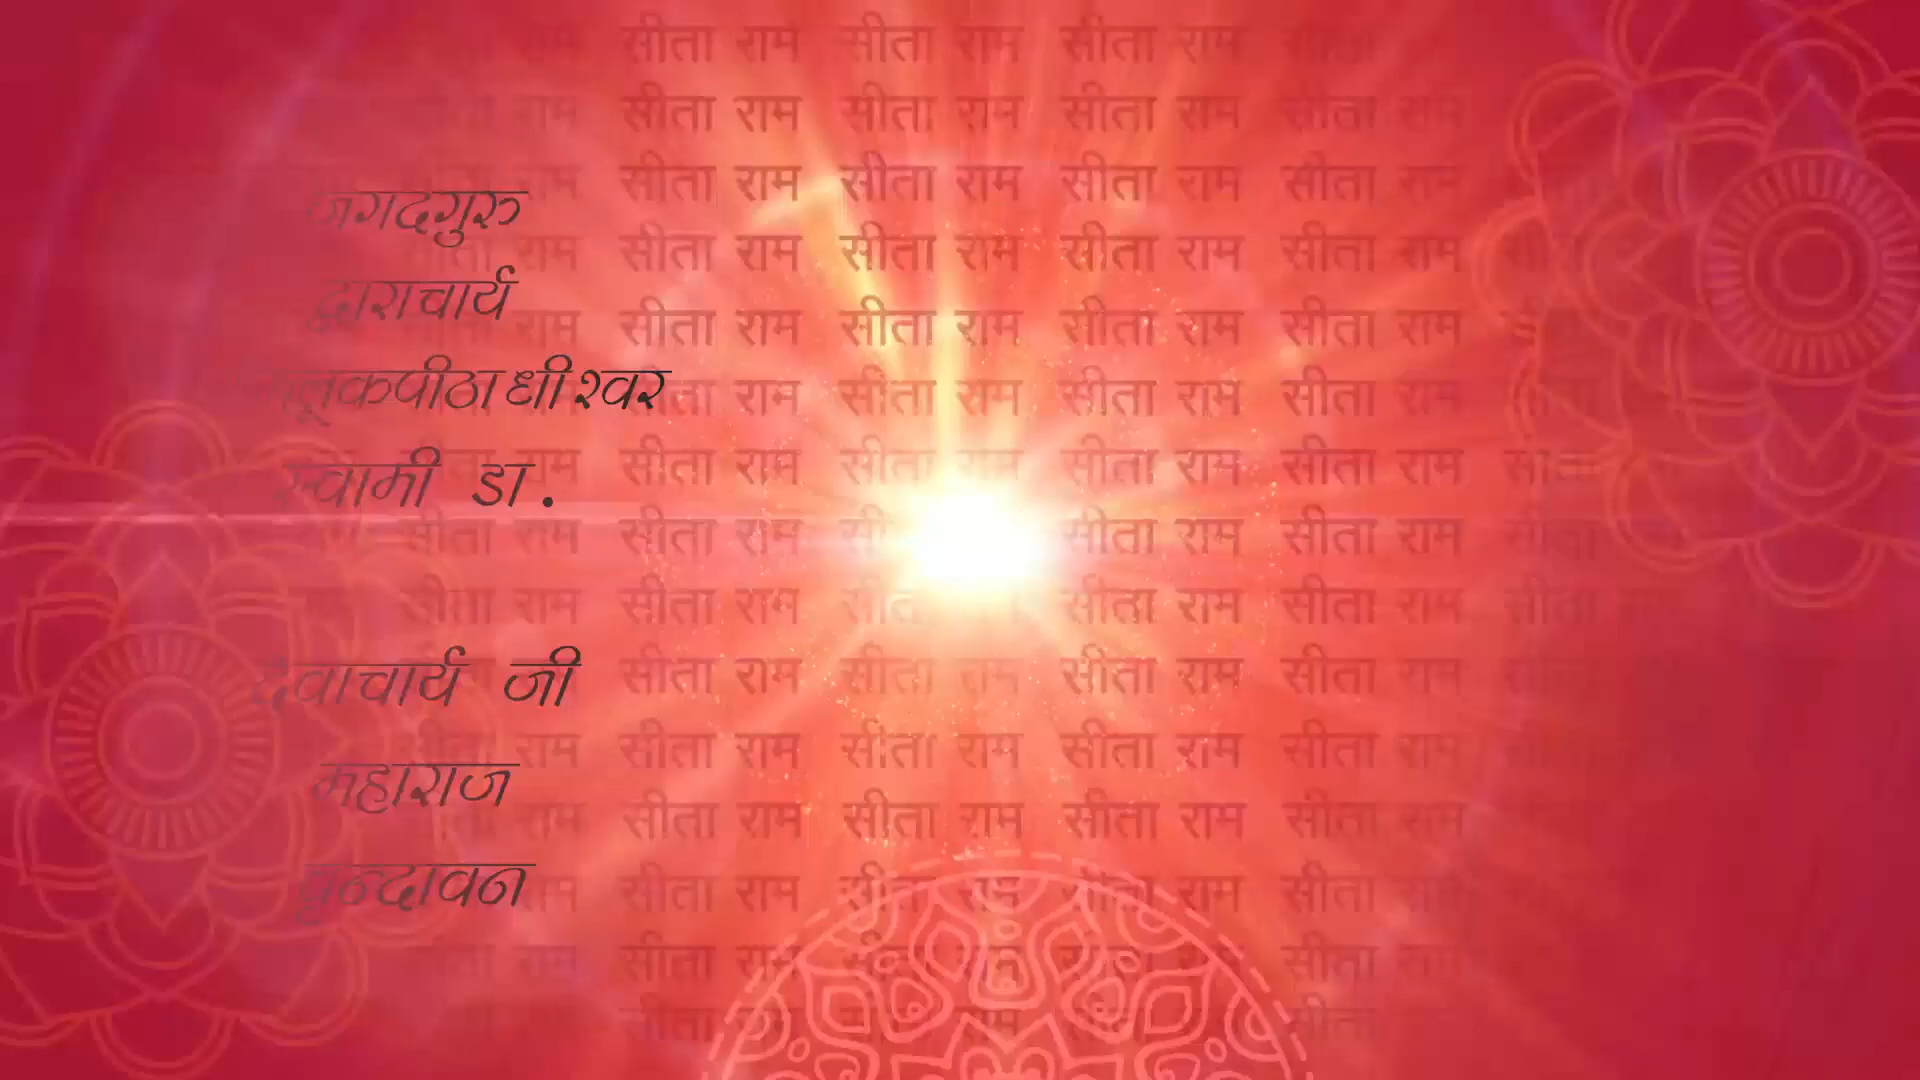 जगदगुरु
द्वाराचार्य
मलूकपीठाधीश्वर
स्वामी डा.
देवाचार्य जी
महाराज
वृन्दावन
राम सीता राम सीता राम सीता राम सीता
सीता राम सीता राम सीता राम सीता राम सीता राम
राम सीता राम सीता राम सीता राम सीता राम
राम सीता राम सीता राम सीता राम सीता राम
राम सीता राम सीता राम सीता राम सीता राम
सीता राम सीता राम सीता राम सीता राम
राम सीता राम सीता राम सीता राम सीता राम
सीता राम सीता राम सीता राम सीता राम सीता
सीता राम सीता राम सीता राम सीता राम सीता राम सीता राम
सीता राम सीता राम सीता राम सीता राम
सीता राम सीता राम सीता राम सीता राम सीता राम
राम सीता राम सीता राम सीता राम सीता राम
राम सीता राम सीता राम सीता राम सीता राम
सीता राम सीता राम सीता राम सीता राम सीता राम
सीता राम सीता राम सीता राम सीता